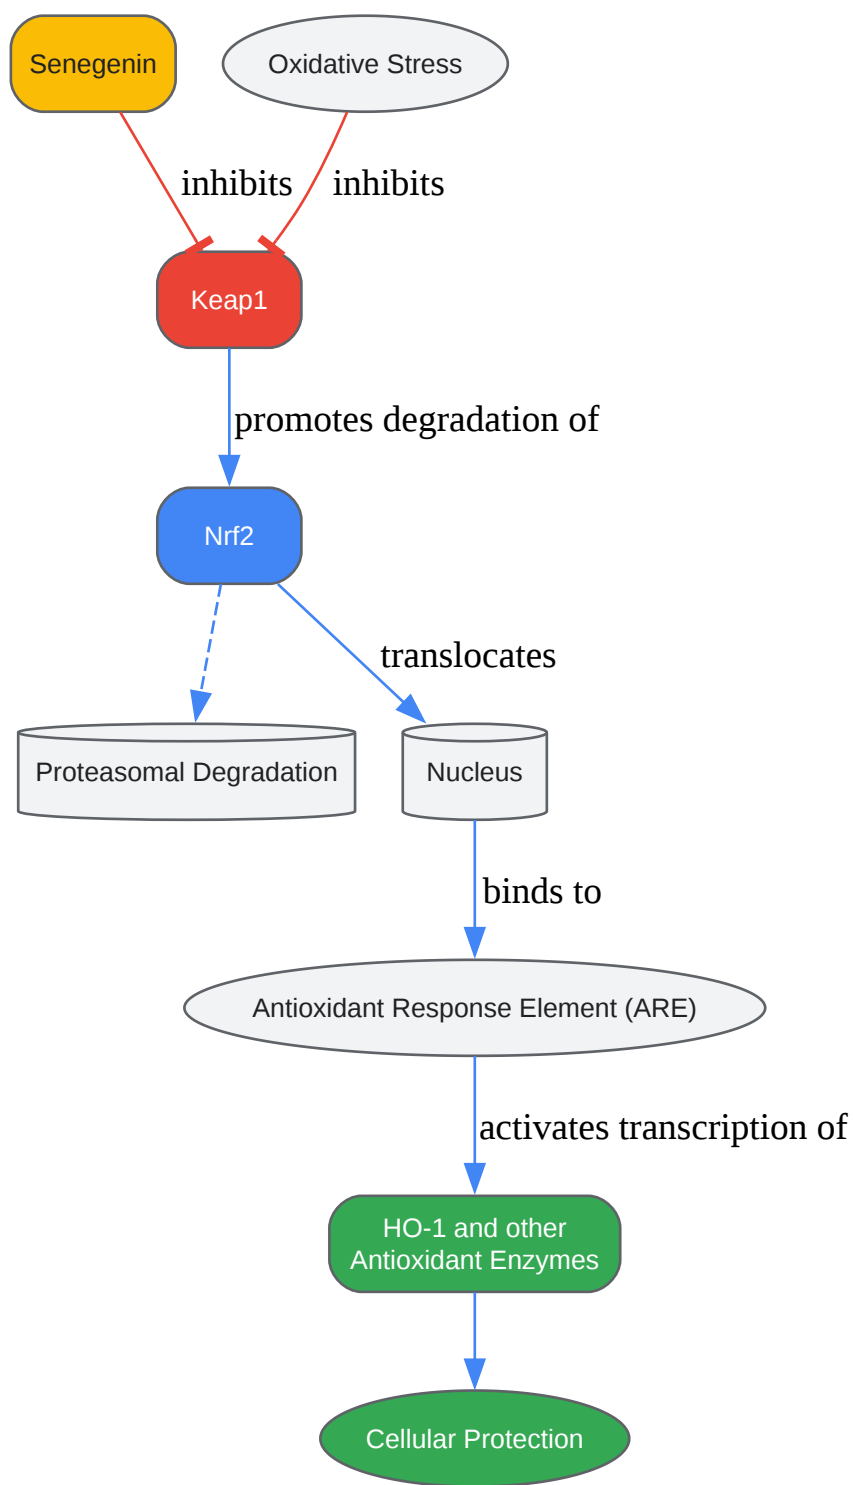 Senegenin
Oxidative Stress
inhibits
inhibits
Keap1
promotes degradation of
Nrf2
translocates
Proteasomal Degradation
Nucleus
binds to
Antioxidant Response Element (ARE)
activates transcription of
HO-1 and other
Antioxidant Enzymes
Cellular Protection